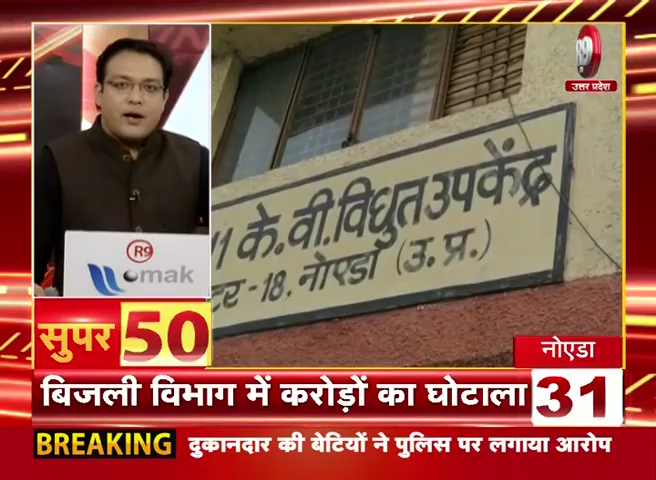 R9
उत्तर प्रदेश
11 के.वी.विधुत उपकेंद्र
टर-18, नोएडा (उ.प्र.)
R9
omak
सुपर 50
नोएडा
बिजली विभाग में करोड़ों का घोटाला 31
BREAKING दुकानदार की बेटियों ने पुलिस पर लगाया आरोप